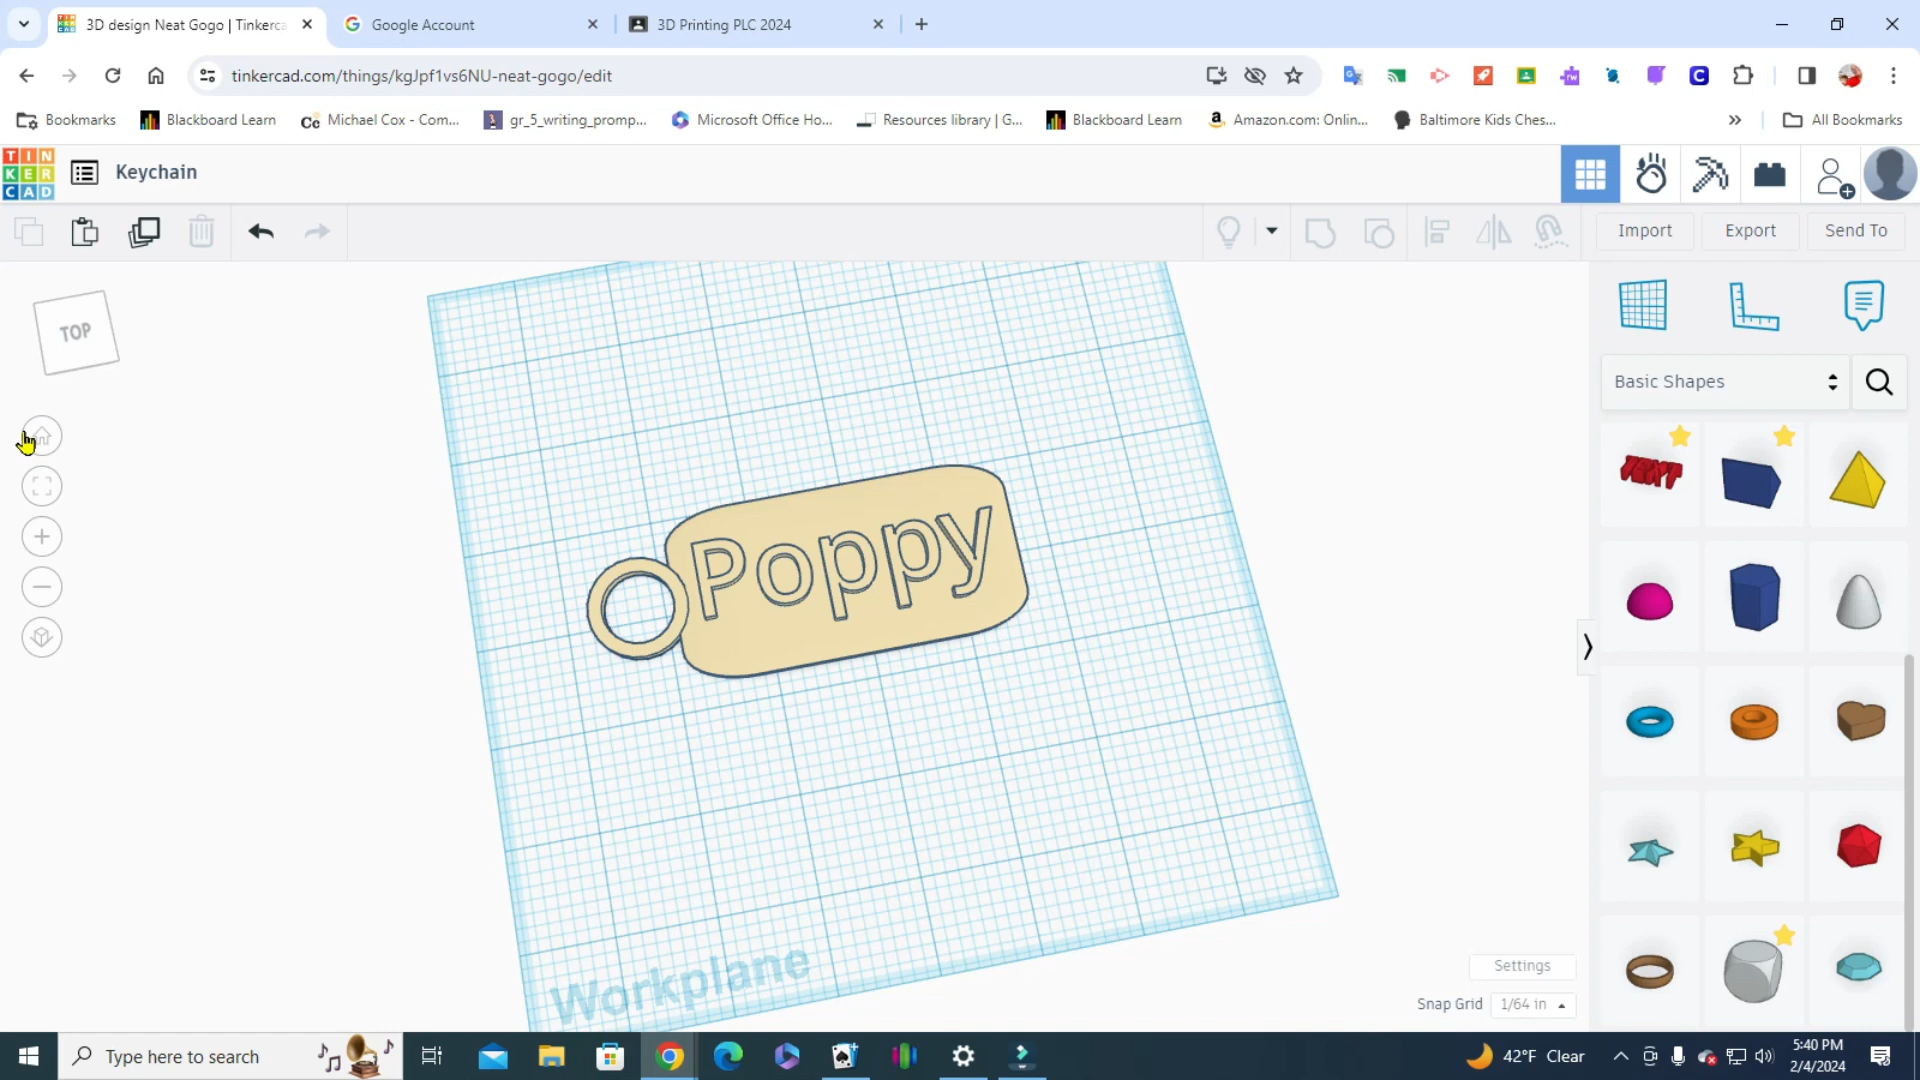 3D design Neat Gogo | Tinkerca
Google Account
3D Printing PLC 2024
tinkercad.com/things/kgJpf1vs6NU-neat-gogo/edit
Bookmarks
Blackboard Learn
Michael Cox - Com...
gr_5_writing_promp...
Microsoft Office Ho...
Resources library | G...
Blackboard Learn
Amazon.com: Onlin...
Baltimore Kids Ches...
All Bookmarks
TIN
KER
CAD
Keychain
Import
Export
Send To
TOP
Basic Shapes
TEXT
Poppy
Workplane
Settings
Snap Grid
1/64 in
Type here to search
42°F Clear
5:40 PM
2/4/2024